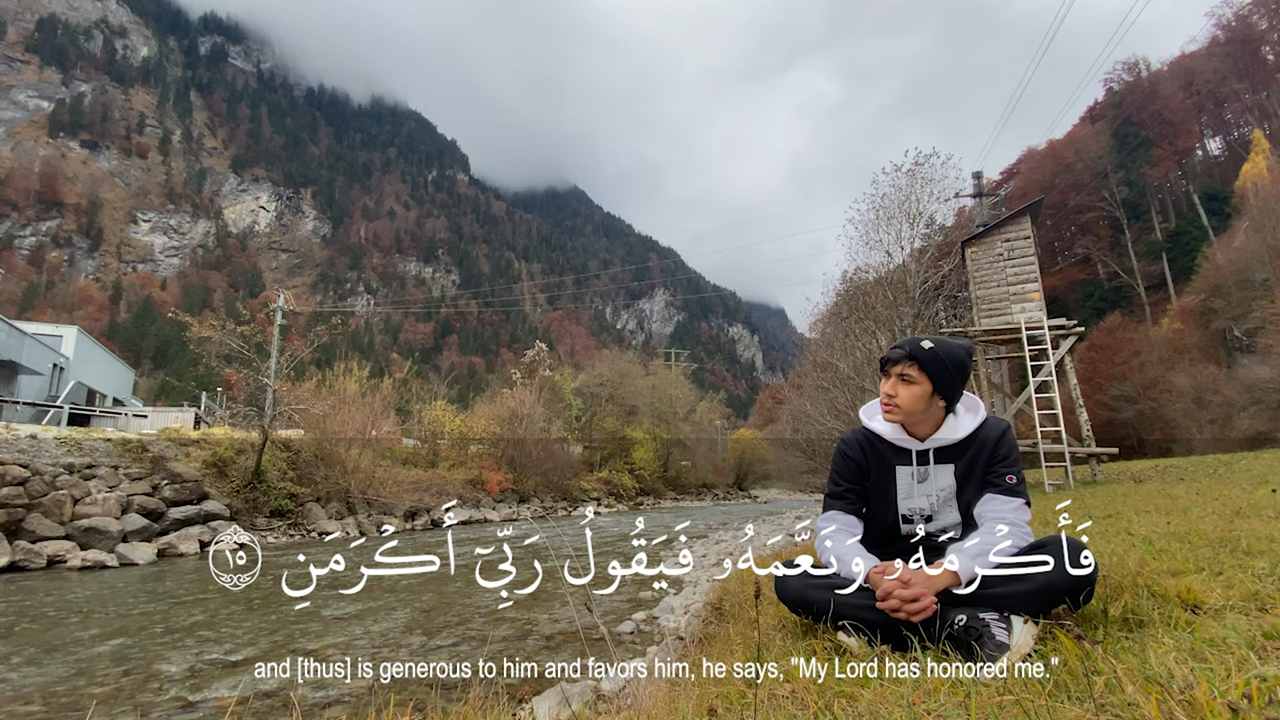 فَأَكْرَمَهُۥ وَنَعَّمَهُۥ فَيَقُولُ رَبِّىٓ أَكْرَمَنِ ١٥
and [thus] is generous to him and favors him, he says, "My Lord has honored me."